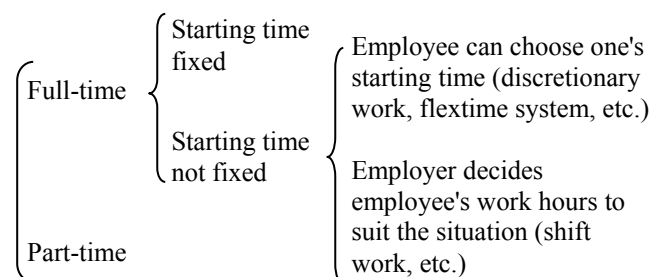 Full-time
Starting time
fixed
Starting time
not fixed
Employee can choose one's
starting time (discretionary
work, flextime system, etc.)
Employer decides
employee's work hours to
suit the situation (shift
work, etc.)
Part-time